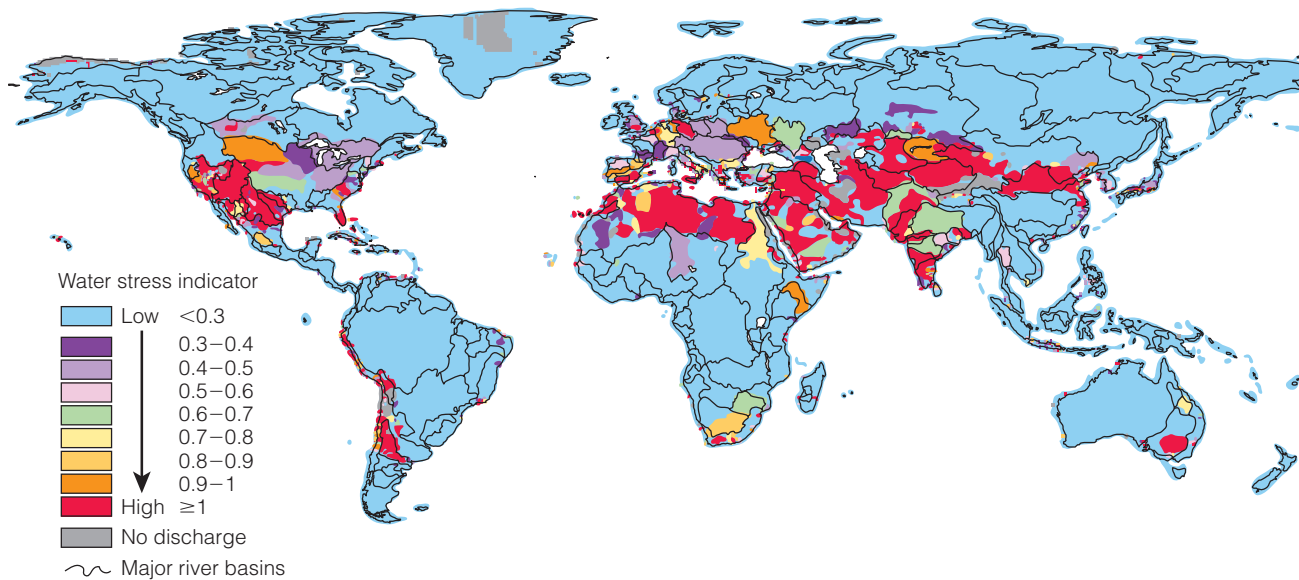 Water stress indicator
Low <0.3
0.3–0.4
0.4–0.5
0.5–0.6
0.6–0.7
0.7–0.8
0.8–0.9
0.9–1
High ≥1
No discharge
Major river basins